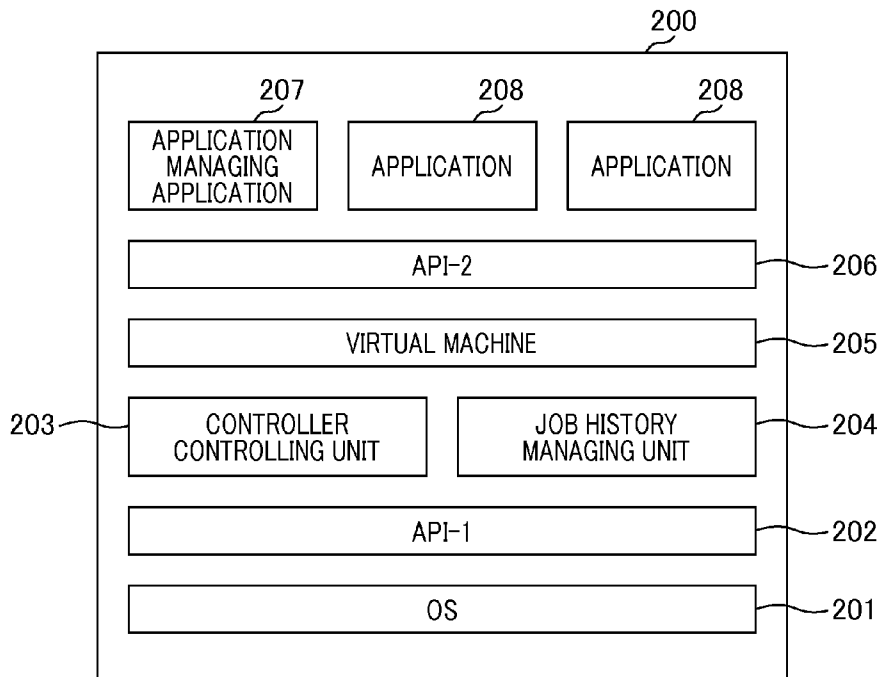 200
207
208
208
APPLICATION
MANAGING
APPLICATION
APPLICATION
APPLICATION
API-2
206
VIRTUAL MACHINE
205
203
CONTROLLER
CONTROLLING UNIT
JOB HISTORY
MANAGING UNIT
204
API-1
202
OS
201